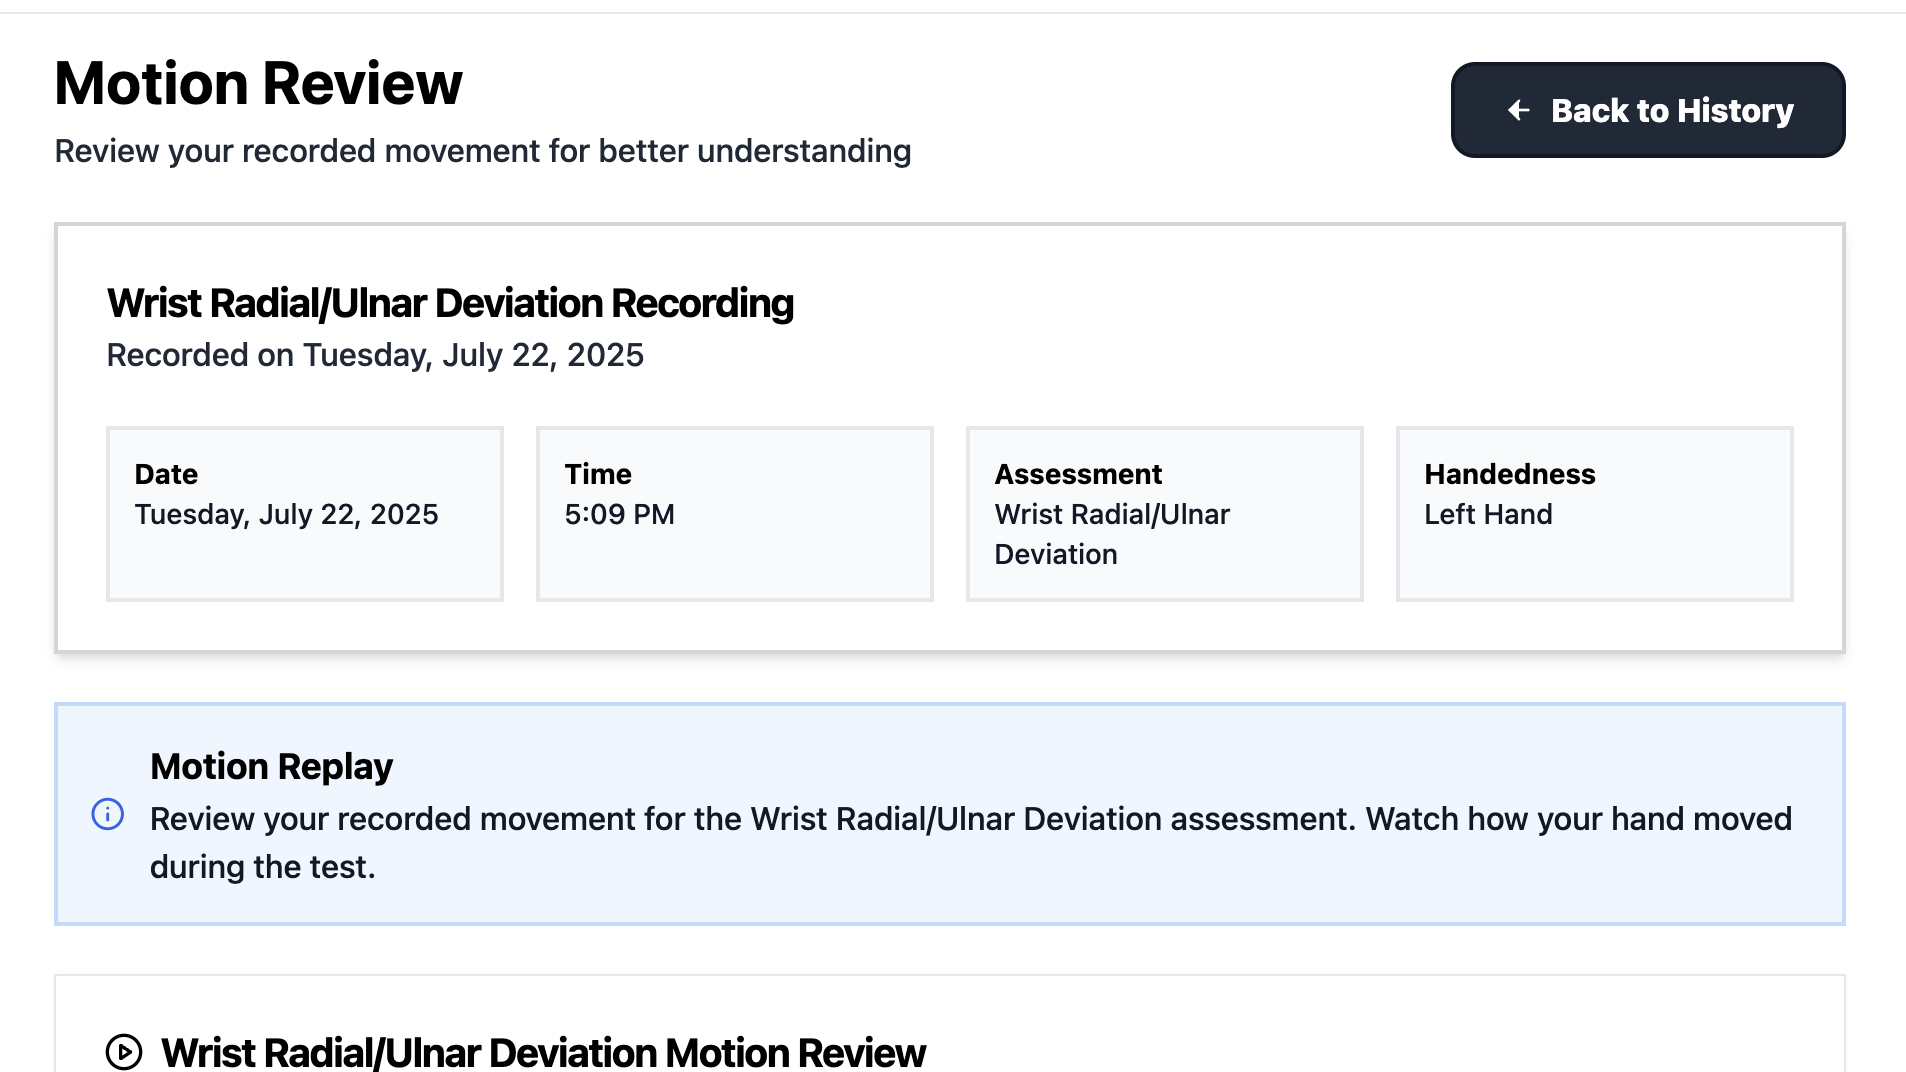 Motion Review
← Back to History
Review your recorded movement for better understanding
Wrist Radial/Ulnar Deviation Recording
Recorded on Tuesday, July 22, 2025
Date
Tuesday, July 22, 2025
Time
5:09 PM
Assessment
Wrist Radial/Ulnar
Deviation
Handedness
Left Hand
Motion Replay
Review your recorded movement for the Wrist Radial/Ulnar Deviation assessment. Watch how your hand moved
during the test.
Wrist Radial/Ulnar Deviation Motion Review